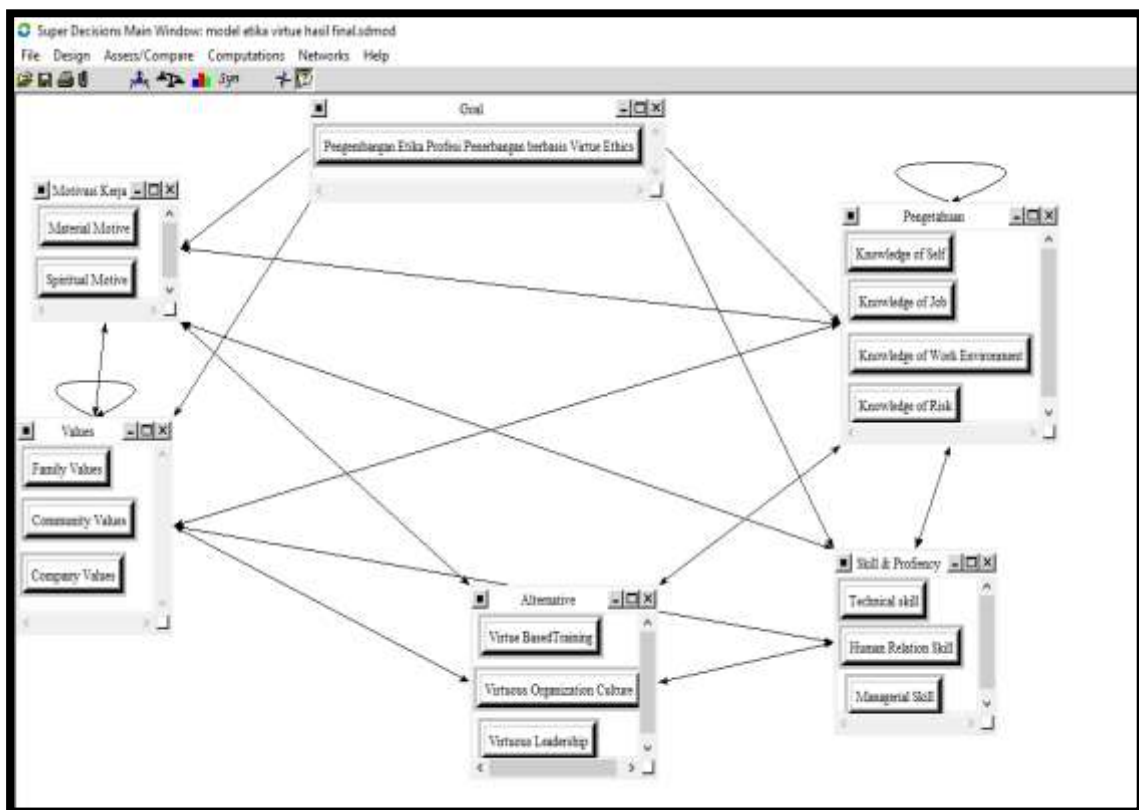 Super Decisions Main Window: model etika virtue hasil final.sdmod
File Design Assess/Compare Computations Networks Help
Syn
Goal
Pengembangan Etika Profesi Penerbangan berbasis Virtue Ethics
Motivasi Kerja
Material Motive
Spiritual Motive
Pengetahuan
Knowledge of Self
Knowledge of Job
Knowledge of Work Environment
Knowledge of Risk
Values
Family Values
Community Values
Company Values
Alternative
Virtue BasedTraining
Virtuous Organization Culture
Virtuous Leadership
Skill & Profiency
Technical skill
Human Relation Skill
Managerial Skill